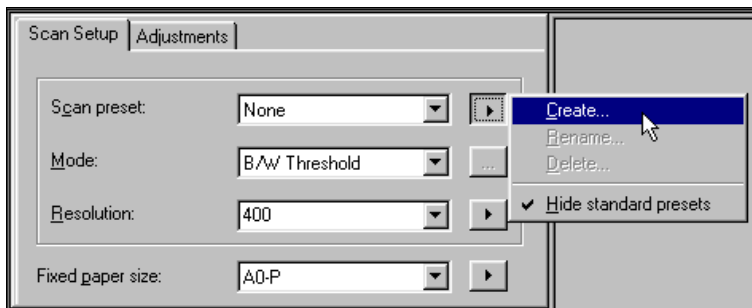 Scan Setup Adjustments
Scan preset: None
Create...
Rename...
Delete...
Hide standard presets
Mode: B/W Threshold ...
Resolution: 400
Fixed paper size: A0-P